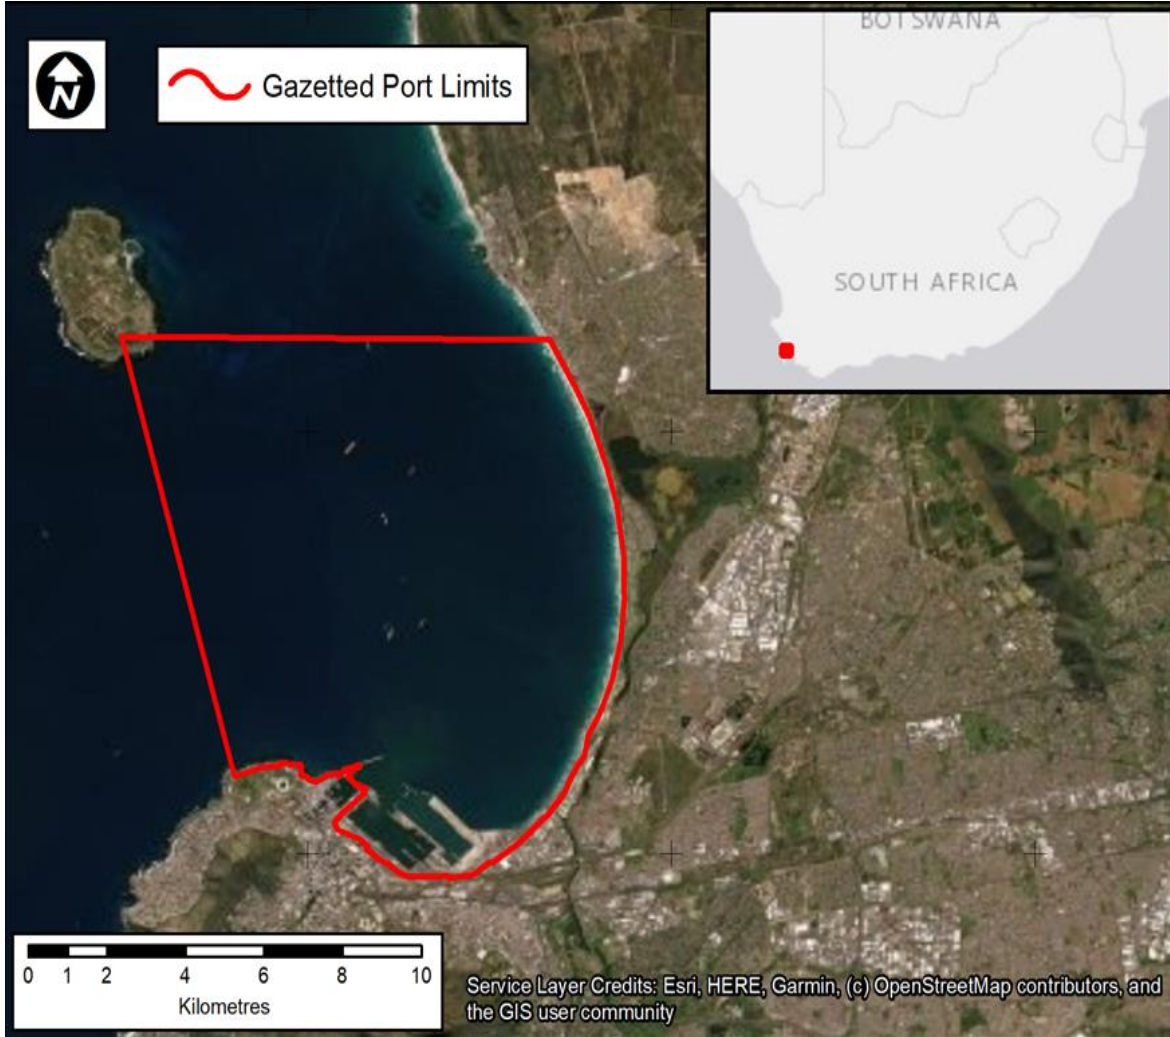 N
Gazetted Port Limits
BOTSWANA
SOUTH AFRICA
0 1 2 4 6 8 10
Kilometres
Service Layer Credits: Esri, HERE, Garmin, (c) OpenStreetMap contributors, and
the GIS user community